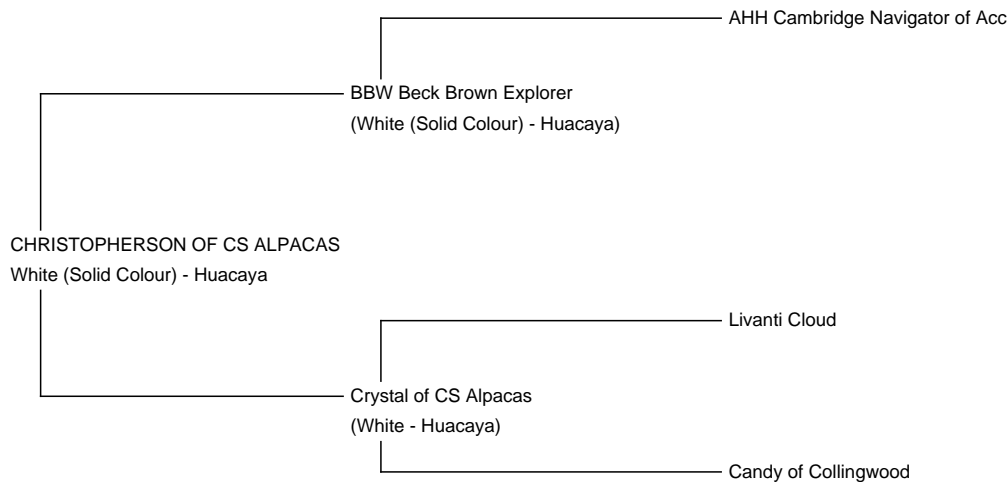 AHH Cambridge Navigator of Acc
BBW Beck Brown Explorer
(White (Solid Colour) - Huacaya)
CHRISTOPHERSON OF CS ALPACAS
White (Solid Colour) - Huacaya
Livanti Cloud
Crystal of CS Alpacas
(White - Huacaya)
Candy of Collingwood